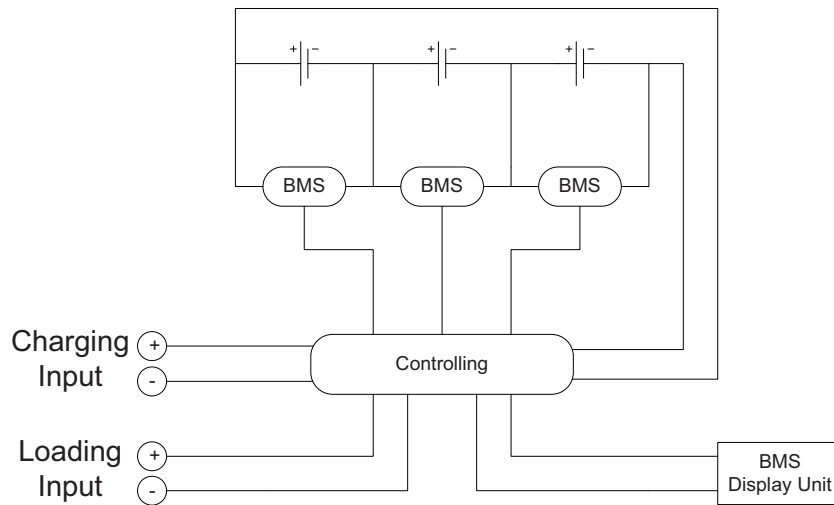 + − + − + −
BMS BMS BMS
Charging
Input
+
-
Controlling
Loading
Input
+
-
BMS
Display Unit